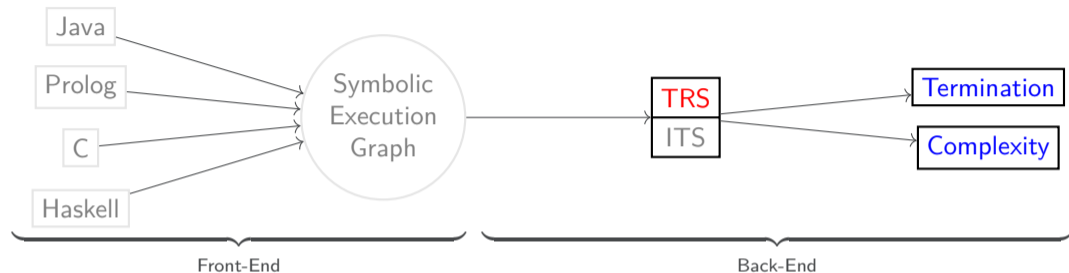 Java
Prolog
C
Haskell
Symbolic
Execution
Graph
TRS
ITS
Termination
Complexity
Front-End
Back-End